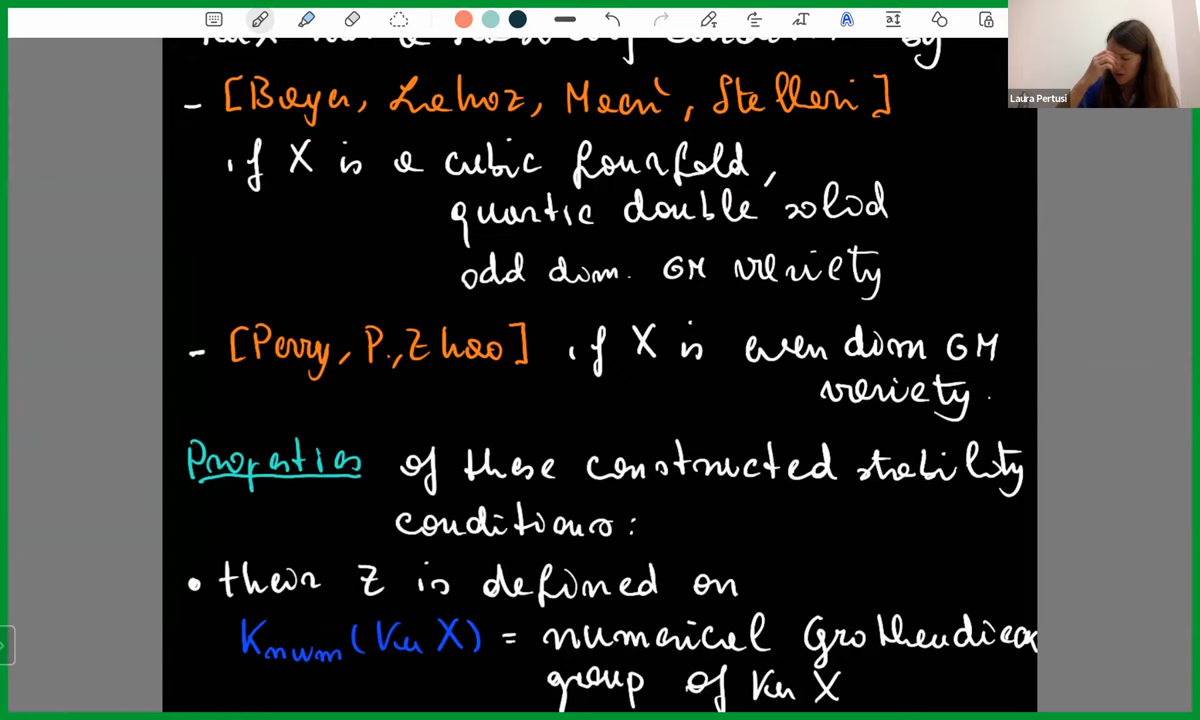 by
- [Bayer, Lahoz, Macrì, Stellari]
if X is a cubic fourfold,
quartic double solid
odd dim. GM variety
- [Perry, P., Zhao] if X is even dim GM
variety.
Properties of these constructed stability
conditions:
• their Z is defined on
Knum(Ku X) = numerical Grothendieck
group of Ku X
Laura Pertusi